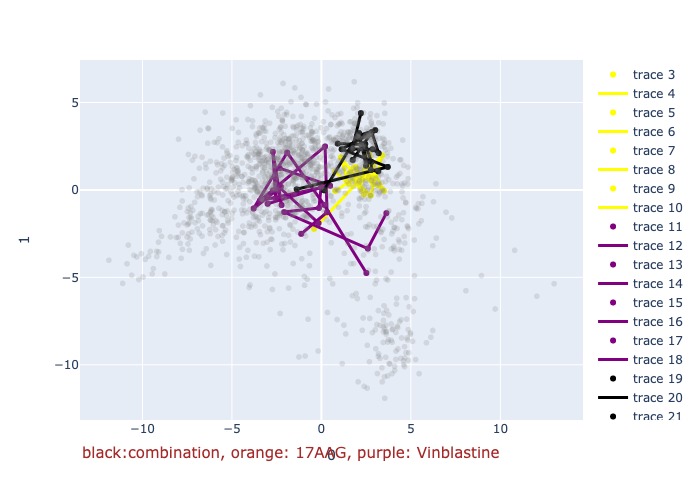 5
0
−5
−10
1
−10
−5
0
5
10
0
black:combination, orange: 17AAG, purple: Vinblastine
trace 3
trace 4
trace 5
trace 6
trace 7
trace 8
trace 9
trace 10
trace 11
trace 12
trace 13
trace 14
trace 15
trace 16
trace 17
trace 18
trace 19
trace 20
trace 21